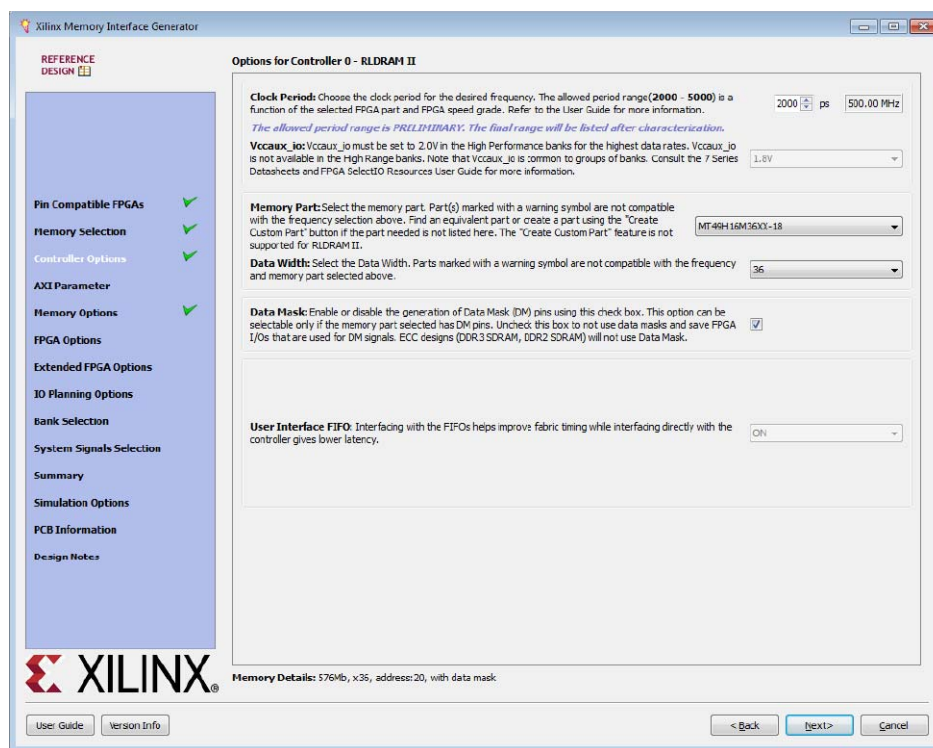 Xilinx Memory Interface Generator
REFERENCE
DESIGN
Pin Compatible FPGAs
Memory Selection
Controller Options
AXI Parameter
Memory Options
FPGA Options
Extended FPGA Options
IO Planning Options
Bank Selection
System Signals Selection
Summary
Simulation Options
PCB Information
Design Notes
XILINX®
Options for Controller 0 - RLDRAM II
Clock Period: Choose the clock period for the desired frequency. The allowed period range(2000 - 5000) is a
function of the selected FPGA part and FPGA speed grade. Refer to the User Guide for more information.
2000 ps 500.00 MHz
The allowed period range is PRELIMINARY. The final range will be listed after characterization.
Vccaux_io: Vccaux_io must be set to 2.0V in the High Performance banks for the highest data rates. Vccaux_io
is not available in the High Range banks. Note that Vccaux_io is common to groups of banks. Consult the 7 Series
Datasheets and FPGA SelectIO Resources User Guide for more information.
1.8V
Memory Part: Select the memory part. Part(s) marked with a warning symbol are not compatible
with the frequency selection above. Find an equivalent part or create a part using the "Create
Custom Part" button if the part needed is not listed here. The "Create Custom Part" feature is not
supported for RLDRAM II.
MT49H16M36XX-18
Data Width: Select the Data Width. Parts marked with a warning symbol are not compatible with the frequency
and memory part selected above.
36
Data Mask: Enable or disable the generation of Data Mask (DM) pins using this check box. This option can be
selectable only if the memory part selected has DM pins. Uncheck this box to not use data masks and save FPGA
I/Os that are used for DM signals. ECC designs (DDR3 SDRAM, DDR2 SDRAM) will not use Data Mask.
User Interface FIFO: Interfacing with the FIFOs helps improve fabric timing while interfacing directly with the
controller gives lower latency.
ON
Memory Details: 576Mb, x36, address:20, with data mask
User Guide
Version Info
< Back
Next>
Cancel